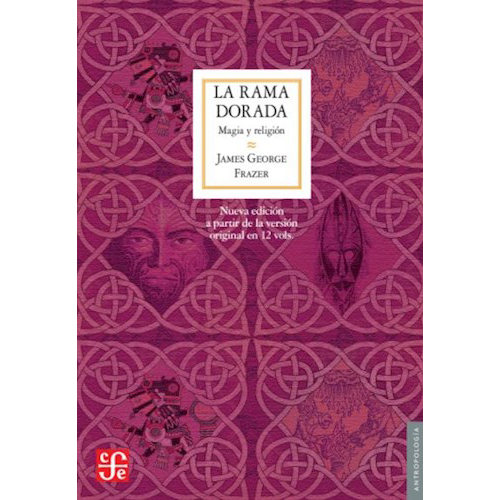 LA RAMA
DORADA
Magia y religión
≈
JAMES GEORGE
FRAZER
Nueva edición
a partir de la versión
original en 12 vols.
ANTROPOLOGÍA
cfe